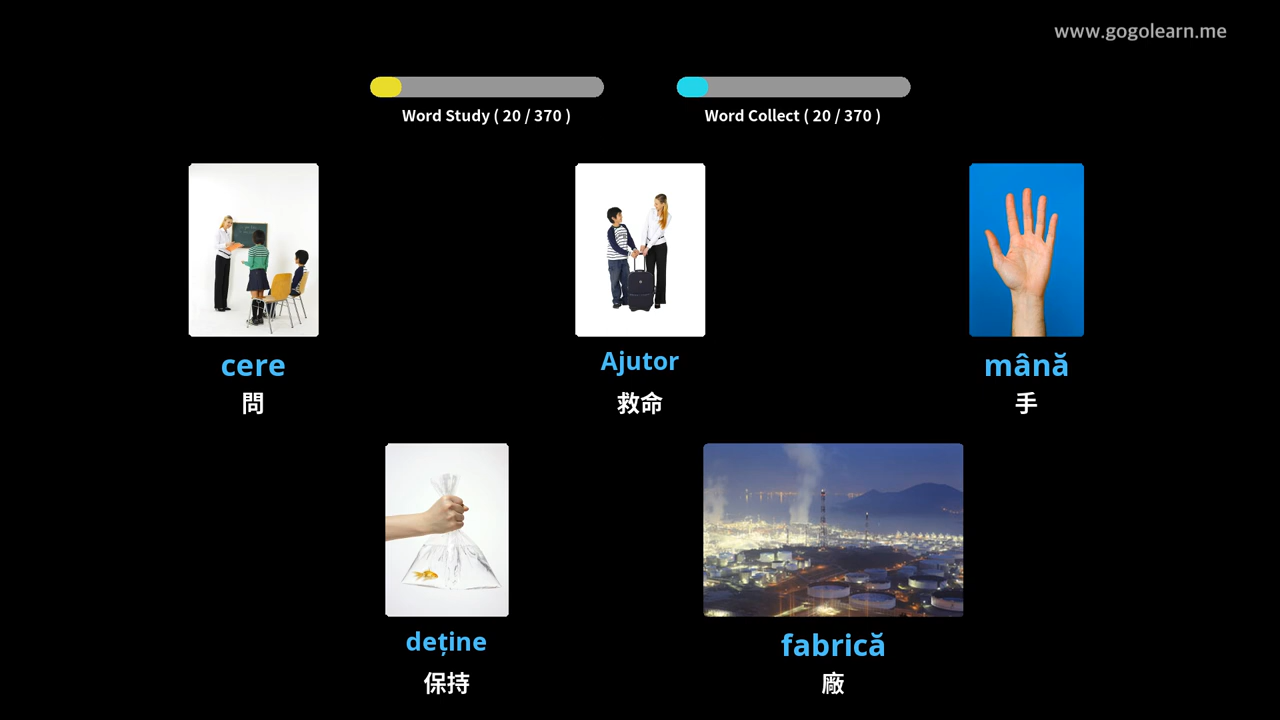 www.gogolearn.me
Word Study ( 20 / 370 )
Word Collect ( 20 / 370 )
cere
問
Ajutor
救命
mână
手
deține
保持
fabrică
廠